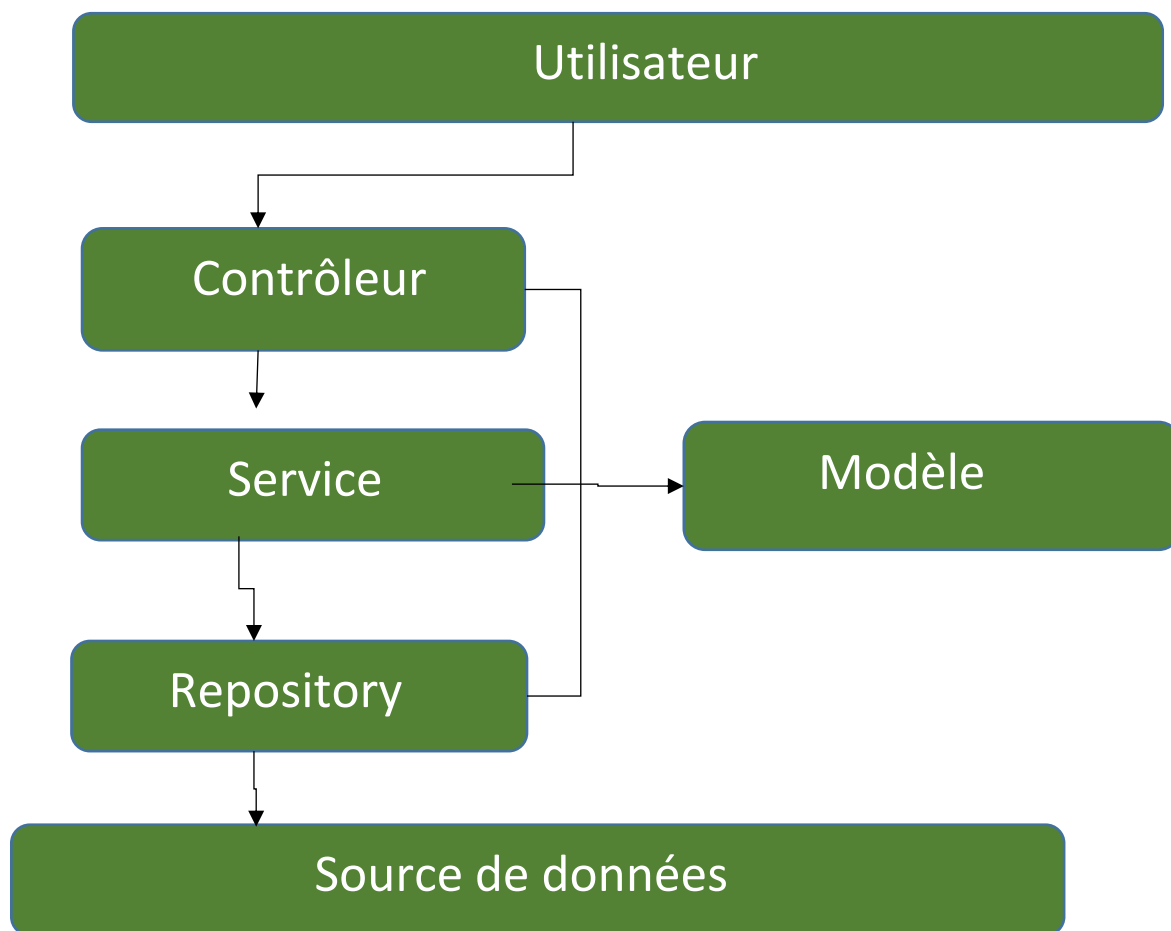 Utilisateur
Contrôleur
Service
Modèle
Repository
Source de données